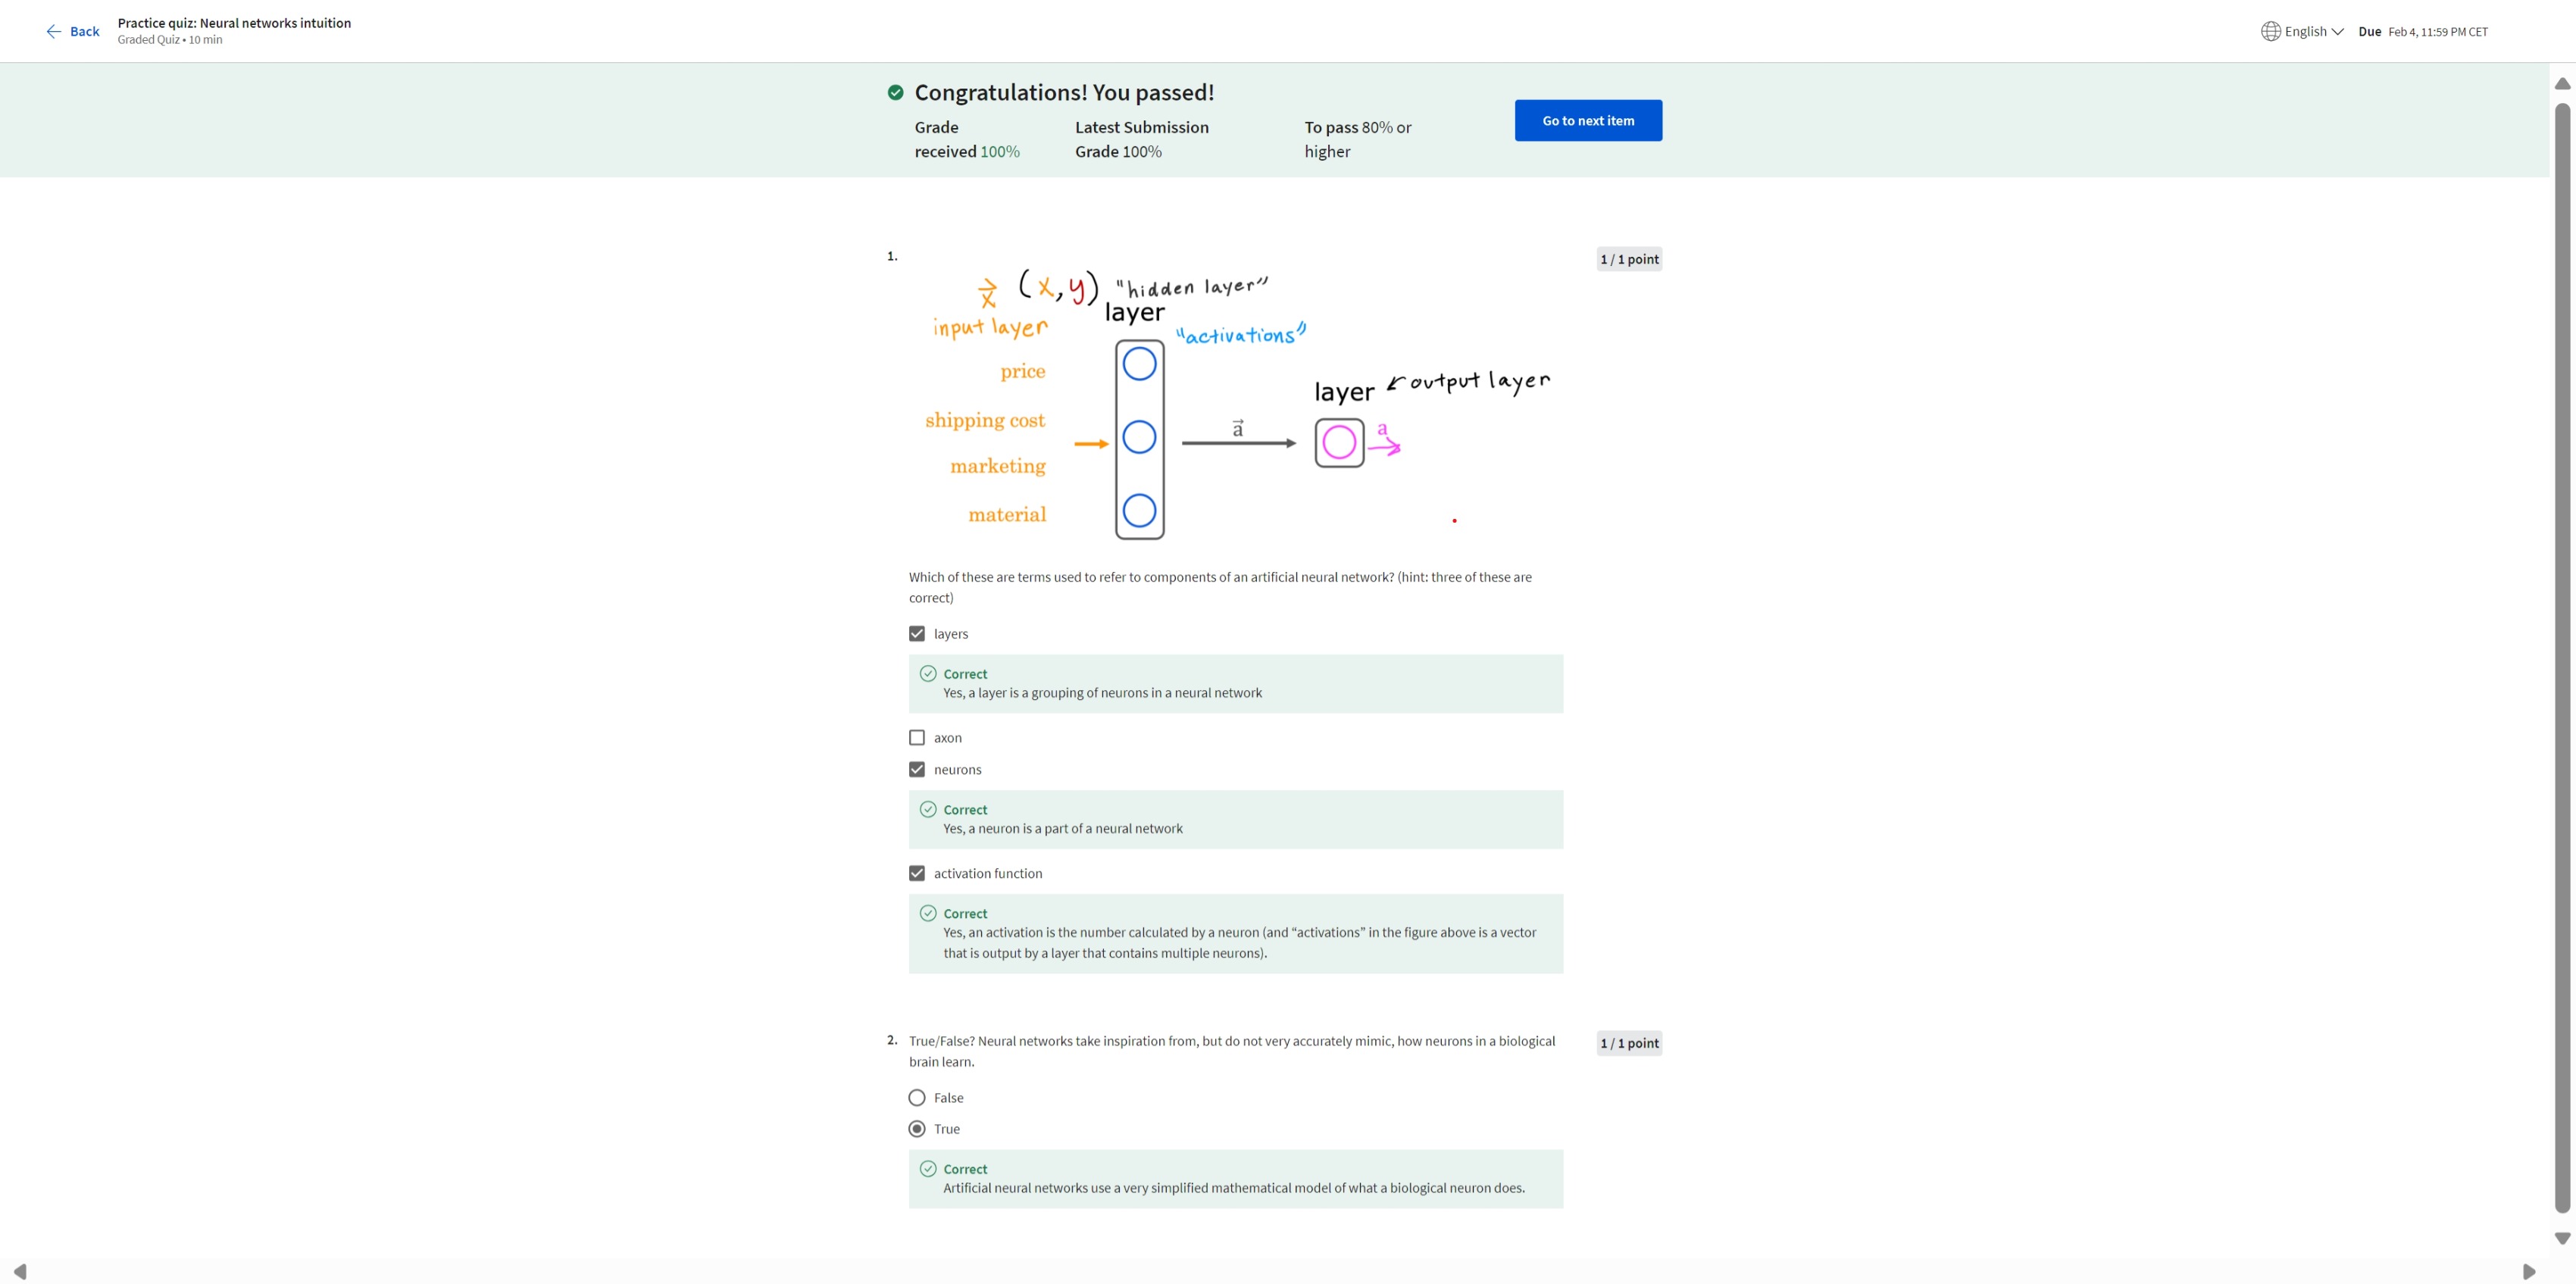 Back
Practice quiz: Neural networks intuition
Graded Quiz • 10 min
English
Due Feb 4, 11:59 PM CET
Congratulations! You passed!
Grade received 100%
Latest Submission Grade 100%
To pass 80% or higher
Go to next item
1.
1 / 1 point
x⃗ (x,y) "hidden layer"
layer
input layer
"activations"
price
layer output layer
shipping cost
a⃗
a
marketing
material
Which of these are terms used to refer to components of an artificial neural network? (hint: three of these are
correct)
layers
Correct
Yes, a layer is a grouping of neurons in a neural network
axon
neurons
Correct
Yes, a neuron is a part of a neural network
activation function
Correct
Yes, an activation is the number calculated by a neuron (and “activations” in the figure above is a vector
that is output by a layer that contains multiple neurons).
2. True/False? Neural networks take inspiration from, but do not very accurately mimic, how neurons in a biological
brain learn.
1 / 1 point
False
True
Correct
Artificial neural networks use a very simplified mathematical model of what a biological neuron does.